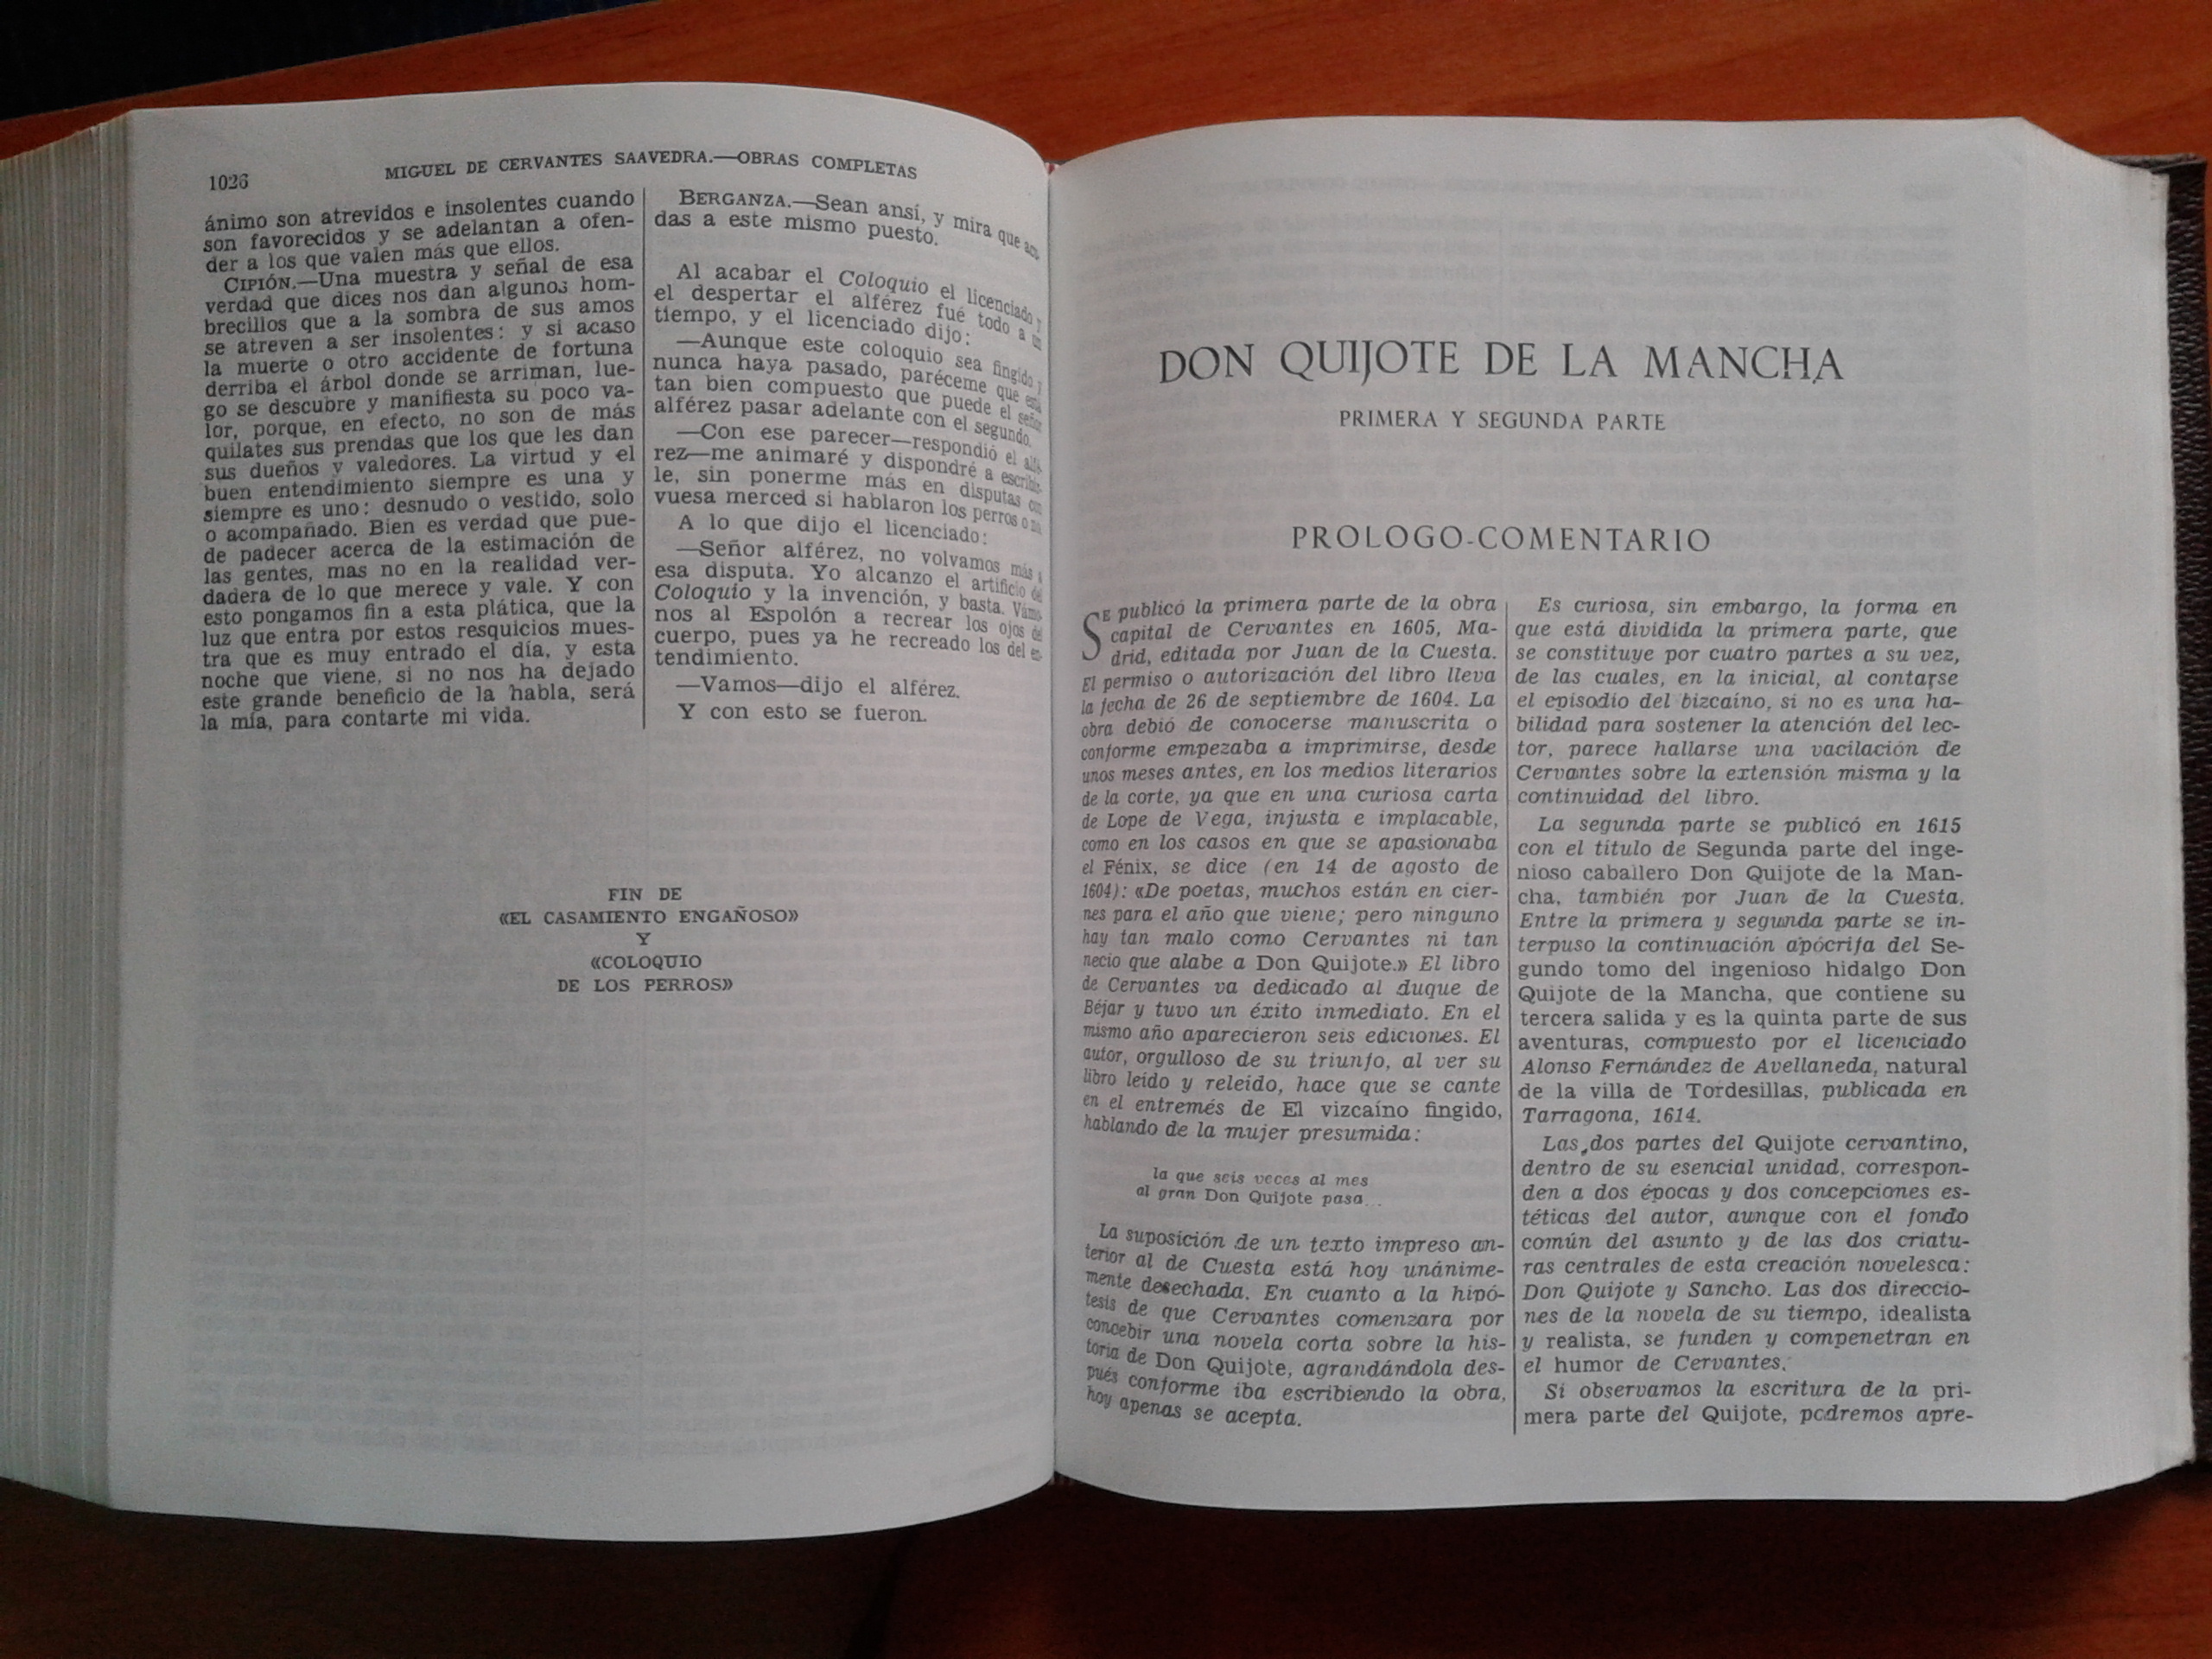 1026
MIGUEL DE CERVANTES SAAVEDRA.—OBRAS COMPLETAS
ánimo son atrevidos e insolentes cuando
son favorecidos y se adelantan a ofen-
der a los que valen más que ellos.
CIPIÓN.—Una muestra y señal de esa
verdad que dices nos dan algunos hom-
brecillos que a la sombra de sus amos
se atreven a ser insolentes: y si acaso
la muerte o otro accidente de fortuna
derriba el árbol donde se arriman, lue-
go se descubre y manifiesta su poco va-
lor, porque, en efecto, no son de más
quilates sus prendas que los que les dan
sus dueños y valedores. La virtud y el
buen entendimiento siempre es una y
siempre es uno: desnudo o vestido, solo
o acompañado. Bien es verdad que pue-
de padecer acerca de la estimación de
las gentes, mas no en la realidad ver-
dadera de lo que merece y vale. Y con
esto pongamos fin a esta plática, que la
luz que entra por estos resquicios mues-
tra que es muy entrado el día, y esta
noche que viene, si no nos ha dejado
este grande beneficio de la habla, será
la mía, para contarte mi vida.
BERGANZA.—Sean ansí, y mira que
das a este mismo puesto.
Al acabar el Coloquio el licenciado y
el despertar el alférez fué todo a un
tiempo, y el licenciado dijo:
—Aunque este coloquio sea fingido y
nunca haya pasado, paréceme que está
tan bien compuesto que puede el señor
alférez pasar adelante con el segundo.
—Con ese parecer—respondió el alfé-
rez—me animaré y dispondré a escribir-
le, sin ponerme más en disputas con
vuesa merced si hablaron los perros o no.
A lo que dijo el licenciado:
—Señor alférez, no volvamos más a
esa disputa. Yo alcanzo el artificio del
Coloquio y la invención, y basta. Vámo-
nos al Espolón a recrear los ojos del
cuerpo, pues ya he recreado los del en-
tendimiento.
—Vamos—dijo el alférez.
Y con esto se fueron.
FIN DE
«EL CASAMIENTO ENGAÑOSO»
Y
«COLOQUIO
DE LOS PERROS»
DON QUIJOTE DE LA MANCHA
PRIMERA Y SEGUNDA PARTE
PROLOGO-COMENTARIO
SE publicó la primera parte de la obra
capital de Cervantes en 1605, Ma-
drid, editada por Juan de la Cuesta.
El permiso o autorización del libro lleva
la fecha de 26 de septiembre de 1604. La
obra debió de conocerse manuscrita o
conforme empezaba a imprimirse, desde
unos meses antes, en los medios literarios
de la corte, ya que en una curiosa carta
de Lope de Vega, injusta e implacable,
como en los casos en que se apasionaba
el Fénix, se dice (en 14 de agosto de
1604): «De poetas, muchos están en cier-
nes para el año que viene; pero ninguno
hay tan malo como Cervantes ni tan
necio que alabe a Don Quijote.» El libro
de Cervantes va dedicado al duque de
Béjar y tuvo un éxito inmediato. En el
mismo año aparecieron seis ediciones. El
autor, orgulloso de su triunfo, al ver su
libro leído y releído, hace que se cante
en el entremés de El vizcaíno fingido,
hablando de la mujer presumida:
la que seis veces al mes
al gran Don Quijote pasa...
La suposición de un texto impreso an-
terior al de Cuesta está hoy unánime-
mente desechada. En cuanto a la hipó-
tesis de que Cervantes comenzara por
concebir una novela corta sobre la his-
toria de Don Quijote, agrandándola des-
pués conforme iba escribiendo la obra,
hoy apenas se acepta.
Es curiosa, sin embargo, la forma en
que está dividida la primera parte, que
se constituye por cuatro partes a su vez,
de las cuales, en la inicial, al contarse
el episodio del bizcaíno, si no es una ha-
bilidad para sostener la atención del lec-
tor, parece hallarse una vacilación de
Cervantes sobre la extensión misma y la
continuidad del libro.
La segunda parte se publicó en 1615
con el título de Segunda parte del inge-
nioso caballero Don Quijote de la Man-
cha, también por Juan de la Cuesta.
Entre la primera y segunda parte se in-
terpuso la continuación apócrifa del Se-
gundo tomo del ingenioso hidalgo Don
Quijote de la Mancha, que contiene su
tercera salida y es la quinta parte de sus
aventuras, compuesto por el licenciado
Alonso Fernández de Avellaneda, natural
de la villa de Tordesillas, publicada en
Tarragona, 1614.
Las dos partes del Quijote cervantino,
dentro de su esencial unidad, correspon-
den a dos épocas y dos concepciones es-
téticas del autor, aunque con el fondo
común del asunto y de las dos criatu-
ras centrales de esta creación novelesca:
Don Quijote y Sancho. Las dos direccio-
nes de la novela de su tiempo, idealista
y realista, se funden y compenetran en
el humor de Cervantes.
Si observamos la escritura de la pri-
mera parte del Quijote, podremos apre-